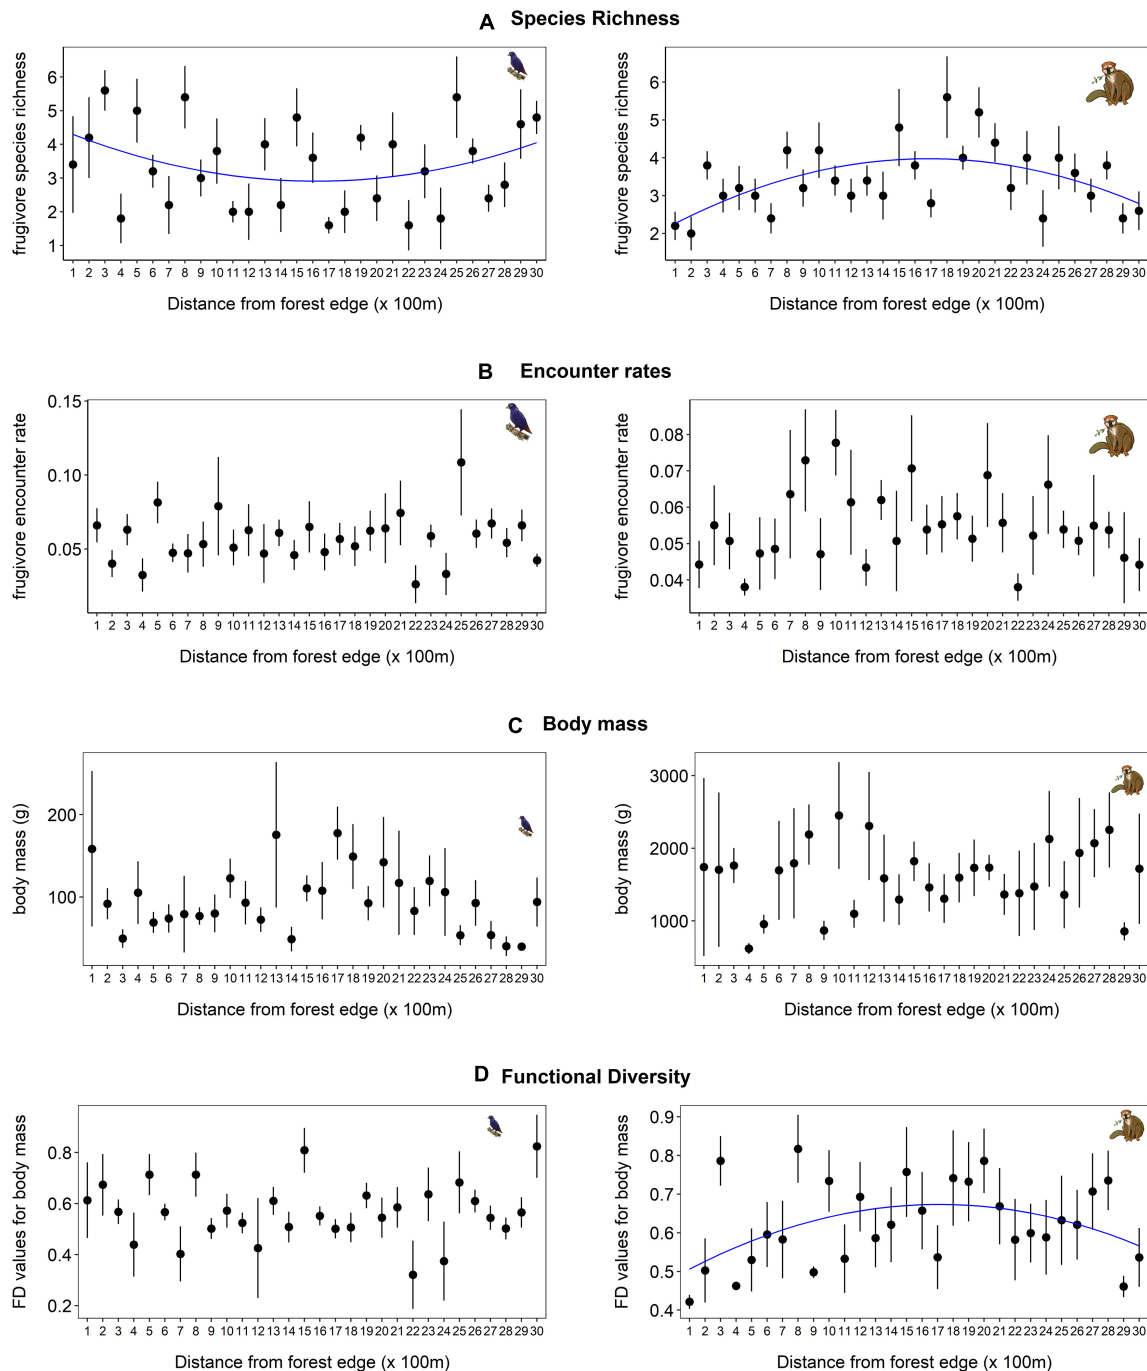 A Species Richness
frugivore species richness
6
5
4
3
2
1
1 2 3 4 5 6 7 8 9 10 11 12 13 14 15 16 17 18 19 20 21 22 23 24 25 26 27 28 29 30
Distance from forest edge (x 100m)
frugivore species richness
6
5
4
3
2
1 2 3 4 5 6 7 8 9 10 11 12 13 14 15 16 17 18 19 20 21 22 23 24 25 26 27 28 29 30
Distance from forest edge (x 100m)
B Encounter rates
frugivore encounter rate
0.15
0.10
0.05
1 2 3 4 5 6 7 8 9 10 11 12 13 14 15 16 17 18 19 20 21 22 23 24 25 26 27 28 29 30
Distance from forest edge (x 100m)
frugivore encounter rate
0.08
0.07
0.06
0.05
0.04
1 2 3 4 5 6 7 8 9 10 11 12 13 14 15 16 17 18 19 20 21 22 23 24 25 26 27 28 29 30
Distance from forest edge (x 100m)
C Body mass
body mass (g)
200
100
1 2 3 4 5 6 7 8 9 10 11 12 13 14 15 16 17 18 19 20 21 22 23 24 25 26 27 28 29 30
Distance from forest edge (x 100m)
body mass (g)
3000
2000
1000
1 2 3 4 5 6 7 8 9 10 11 12 13 14 15 16 17 18 19 20 21 22 23 24 25 26 27 28 29 30
Distance from forest edge (x 100m)
D Functional Diversity
FD values for body mass
0.8
0.6
0.4
0.2
1 2 3 4 5 6 7 8 9 10 11 12 13 14 15 16 17 18 19 20 21 22 23 24 25 26 27 28 29 30
Distance from forest edge (x 100m)
FD values for body mass
0.9
0.8
0.7
0.6
0.5
0.4
1 2 3 4 5 6 7 8 9 10 11 12 13 14 15 16 17 18 19 20 21 22 23 24 25 26 27 28 29 30
Distance from forest edge (x 100m)